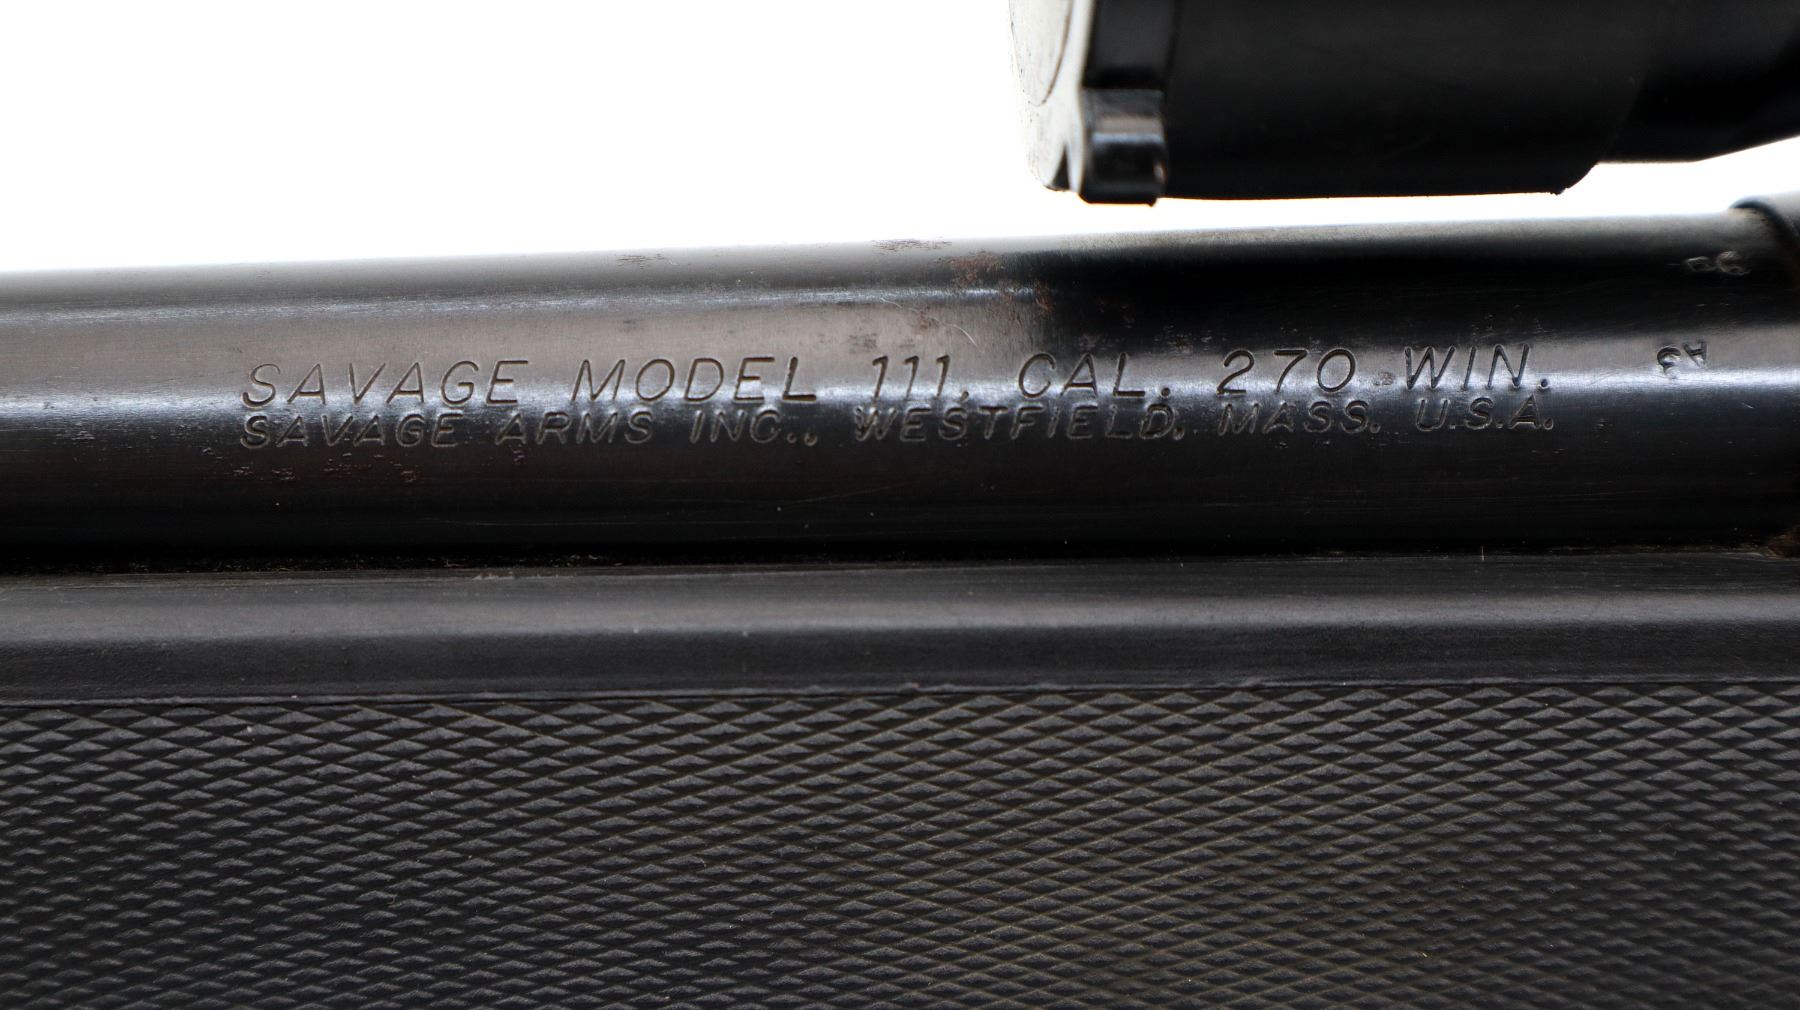 SAVAGE MODEL 111, CAL. 270 WIN.
SAVAGE ARMS INC., WESTFIELD, MASS. U.S.A.